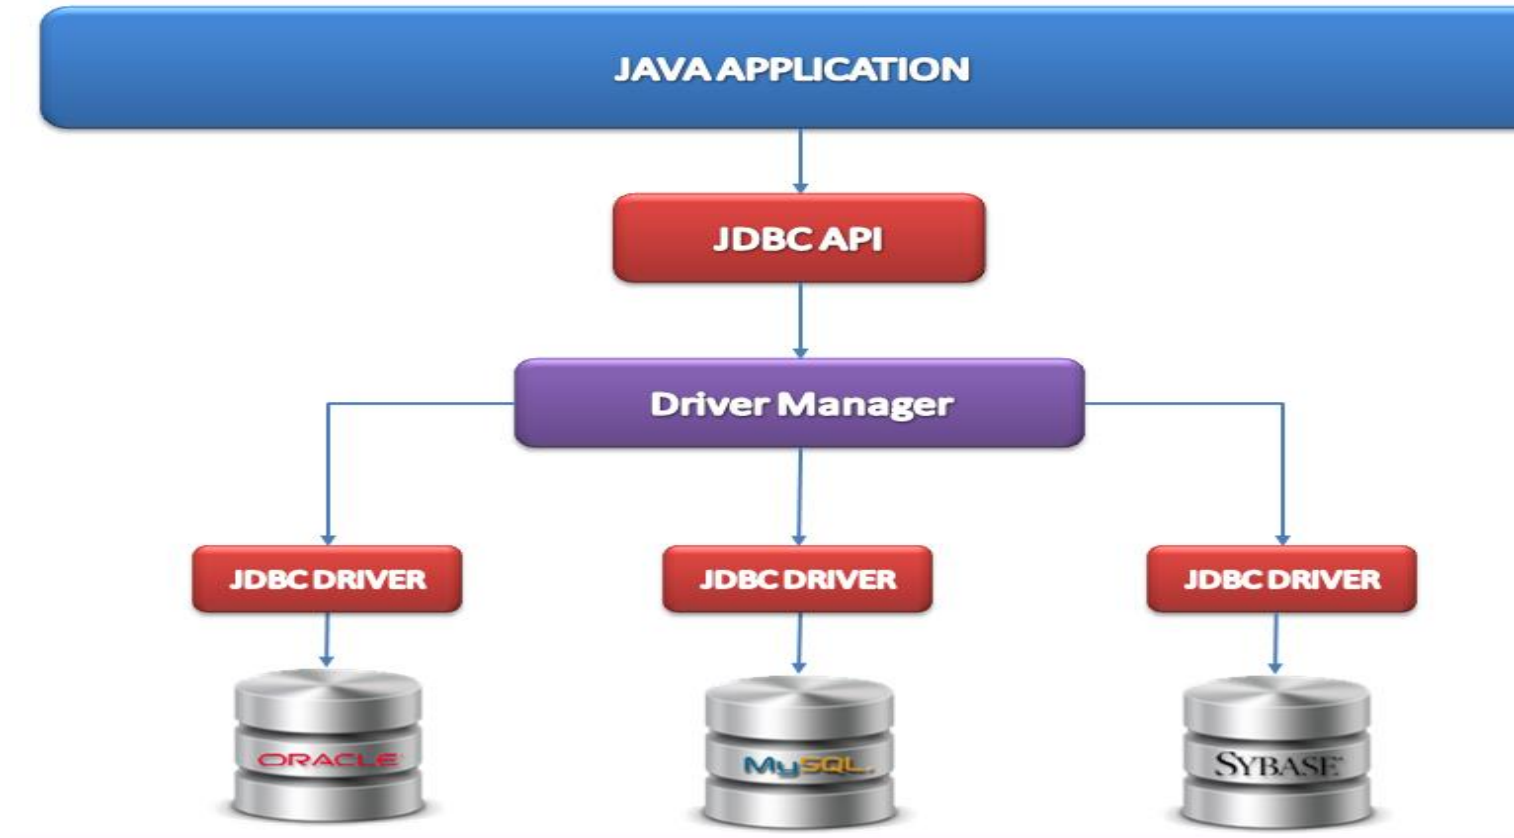 JAVA APPLICATION
JDBC API
Driver Manager
JDBC DRIVER
JDBC DRIVER
JDBC DRIVER
ORACLE
MySQL
SYBASE